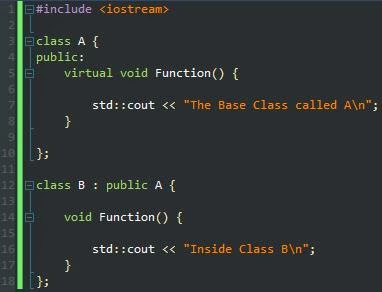 1 #include <iostream>
2
3 class A {
4 public:
5     virtual void Function() {
6
7         std::cout << "The Base Class called A\n";
8     }
9
10 };
11
12 class B : public A {
13
14     void Function() {
15
16         std::cout << "Inside Class B\n";
17     }
18 };